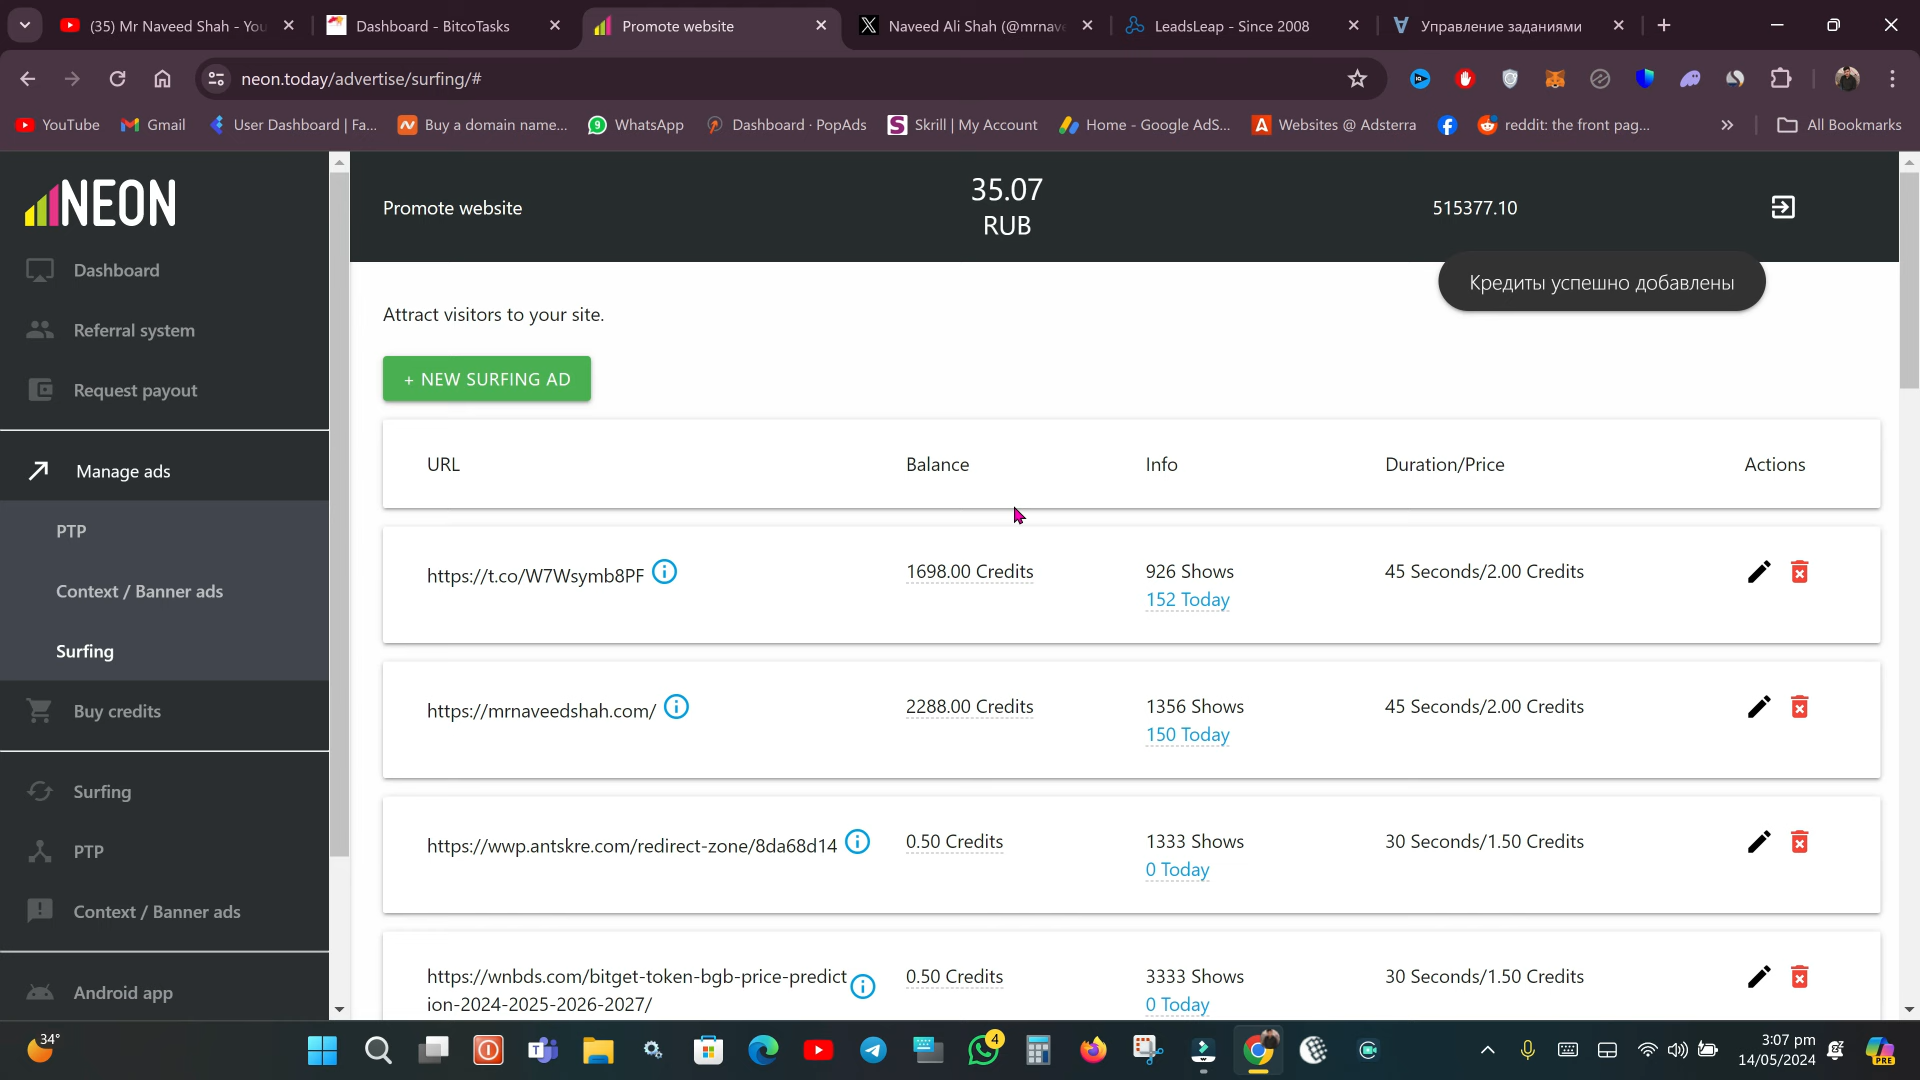 (35) Mr Naveed Shah - You
Dashboard - BitcoTasks
Promote website
Naveed Ali Shah (@mrnave
LeadsLeap - Since 2008
Управление заданиями
neon.today/advertise/surfing/#
YouTube
Gmail
User Dashboard | Fa...
Buy a domain name...
WhatsApp
Dashboard · PopAds
Skrill | My Account
Home - Google AdS...
Websites @ Adsterra
reddit: the front pag...
All Bookmarks
NEON
Dashboard
Referral system
Request payout
Manage ads
PTP
Context / Banner ads
Surfing
Buy credits
Surfing
PTP
Context / Banner ads
Android app
Promote website
35.07
RUB
515377.10
Кредиты успешно добавлены
Attract visitors to your site.
+ NEW SURFING AD
URL Balance Info Duration/Price Actions
https://t.co/W7Wsymb8PF 1698.00 Credits 926 Shows 45 Seconds/2.00 Credits
152 Today
https://mrnaveedshah.com/ 2288.00 Credits 1356 Shows 45 Seconds/2.00 Credits
150 Today
https://wwp.antskre.com/redirect-zone/8da68d14 0.50 Credits 1333 Shows 30 Seconds/1.50 Credits
0 Today
https://wnbds.com/bitget-token-bgb-price-predict 0.50 Credits 3333 Shows 30 Seconds/1.50 Credits
ion-2024-2025-2026-2027/ 0 Today
34°
4
3:07 pm
14/05/2024
PRE